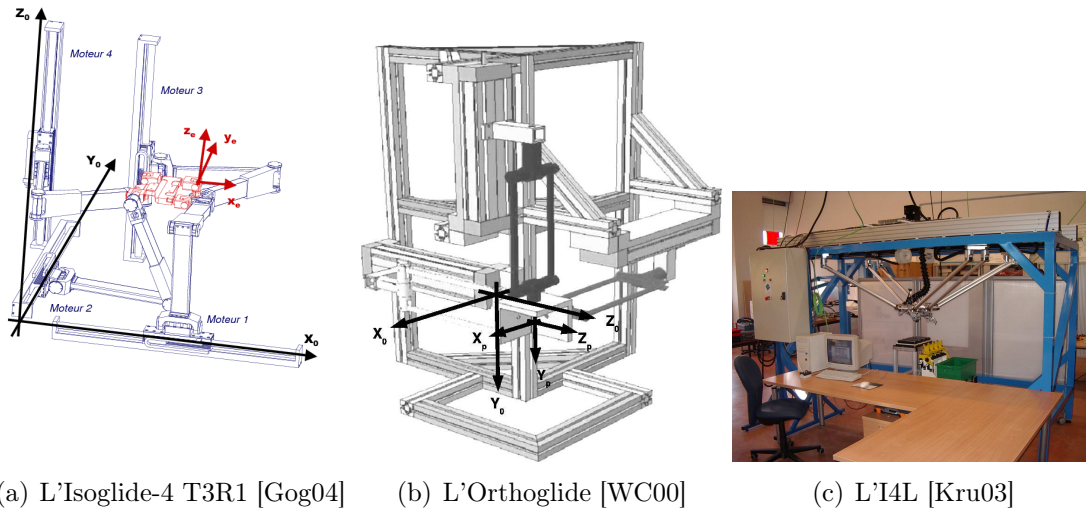 Z₀
Moteur 4
Moteur 3
zₑ
yₑ
Y₀
xₑ
Moteur 2
Moteur 1
X₀
X₀
Z₀
Xₚ
Zₚ
Yₚ
Y₀
(a) L'Isoglide-4 T3R1 [Gog04]
(b) L'Orthoglide [WC00]
(c) L'I4L [Kru03]